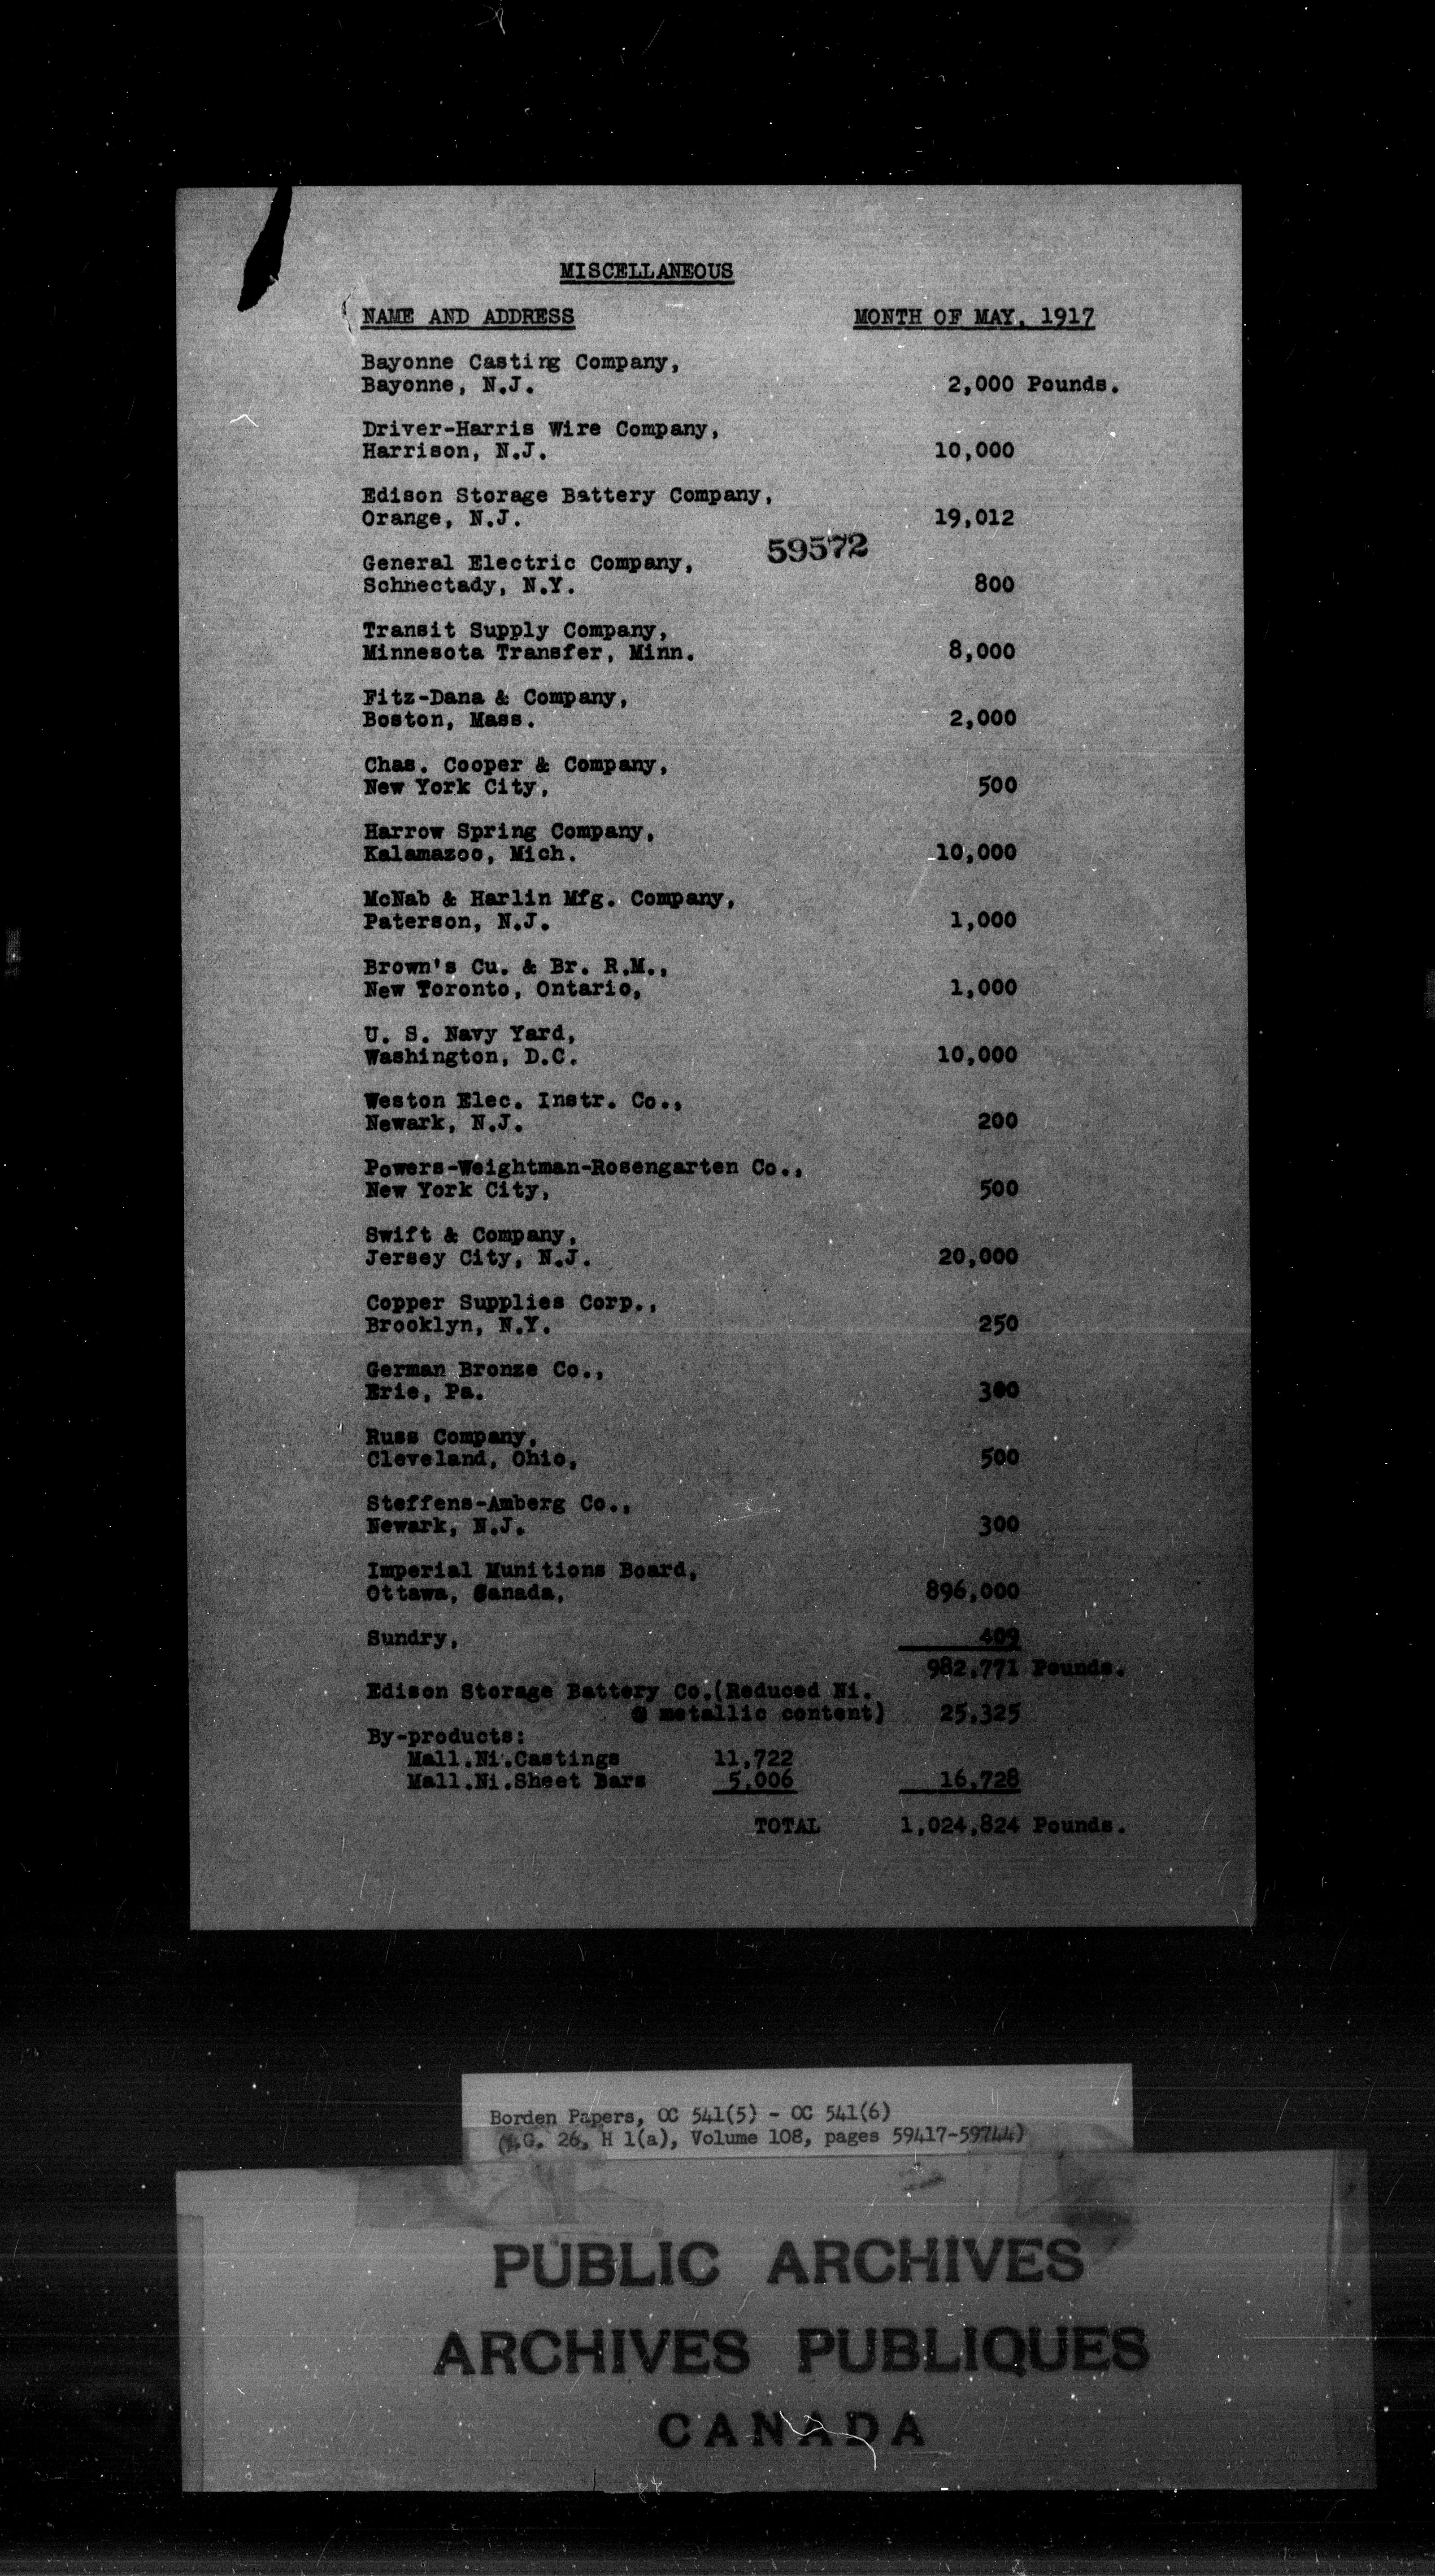 MISCELLANEOUS
NAME AND ADDRESS MONTH OF MAY, 1917
Bayonne Casting Company,
Bayonne, N.J. 2,000 Pounds.
Driver-Harris Wire Company,
Harrison, N.J. 10,000
Edison Storage Battery Company,
Orange, N.J. 19,012
59572
General Electric Company,
Schnectady, N.Y. 800
Transit Supply Company,
Minnesota Transfer, Minn. 8,000
Fitz-Dana & Company,
Boston, Mass. 2,000
Chas. Cooper & Company,
New York City, 500
Harrow Spring Company,
Kalamazoo, Mich. 10,000
McNab & Harlin Mfg. Company,
Paterson, N.J. 1,000
Brown's Cu. & Br. R.M.,
New Toronto, Ontario, 1,000
U. S. Navy Yard,
Washington, D.C. 10,000
Weston Elec. Instr. Co.,
Newark, N.J. 200
Powers-Weightman-Rosengarten Co.,
New York City, 500
Swift & Company,
Jersey City, N.J. 20,000
Copper Supplies Corp.,
Brooklyn, N.Y. 250
German Bronze Co.,
Erie, Pa. 300
Russ Company,
Cleveland, Ohio, 500
Steffens-Amberg Co.,
Newark, N.J. 300
Imperial Munitions Board,
Ottawa, Canada, 896,000
Sundry, 409
982,771 Pounds.
Edison Storage Battery Co.(Reduced Ni.
@ metallic content) 25,325
By-products:
Mall.Ni.Castings 11,722
Mall.Ni.Sheet Bars 5,006 16,728
TOTAL 1,024,824 Pounds.
Borden Papers, OC 541(5) - OC 541(6)
(M.G. 26, H 1(a), Volume 108, pages 59417-59744)
PUBLIC ARCHIVES
ARCHIVES PUBLIQUES
CANADA